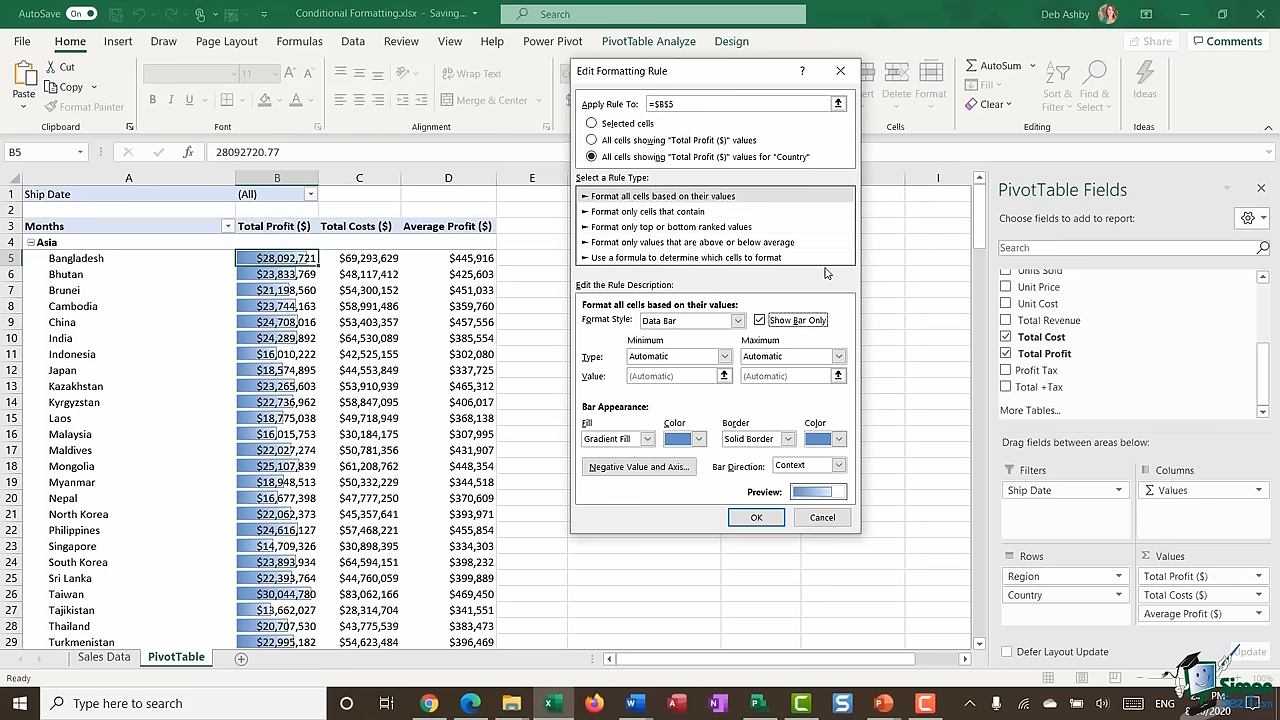 AutoSave On
Conditional Formatting.xlsx - Saving...
Search
Deb Ashby
File Home Insert Draw Page Layout Formulas Data Review View Help Power Pivot PivotTable Analyze Design
Share Comments
Paste
Cut
Copy
Format Painter
Clipboard
11
Font
Wrap Text
Merge & Center
Alignment
Delete Format
Cells
AutoSum
Fill
Clear
Sort & Filter
Find & Select
Editing
Ideas
Ideas
B5
fx
28092720.77
A B C D E I
1 Ship Date (All)
2
3 Months Total Profit ($) Total Costs ($) Average Profit ($)
4 Asia
5 Bangladesh $28,092,721 $69,293,629 $445,916
6 Bhutan $23,833,769 $48,117,412 $425,603
7 Brunei $21,198,560 $54,300,152 $451,033
8 Cambodia $23,744,163 $58,991,486 $359,760
9 China $24,708,016 $53,403,357 $457,556
10 India $24,289,892 $64,530,089 $385,554
11 Indonesia $16,010,222 $42,525,155 $302,080
12 Japan $18,574,895 $44,553,849 $337,725
13 Kazakhstan $23,265,603 $53,910,939 $465,312
14 Kyrgyzstan $22,736,962 $58,847,095 $406,017
15 Laos $18,775,038 $49,718,949 $368,138
16 Malaysia $16,015,753 $30,184,174 $307,995
17 Maldives $22,027,274 $50,781,356 $431,907
18 Mongolia $25,107,839 $61,208,762 $448,354
19 Myanmar $18,948,513 $50,332,229 $344,518
20 Nepal $16,677,398 $47,777,250 $370,609
21 North Korea $22,062,373 $45,357,641 $393,971
22 Philippines $24,616,127 $57,468,221 $455,854
23 Singapore $14,709,326 $30,898,395 $334,303
24 South Korea $23,893,934 $64,594,151 $398,232
25 Sri Lanka $22,393,764 $44,760,059 $399,889
26 Taiwan $30,044,780 $83,062,166 $469,450
27 Tajikistan $13,662,027 $28,314,704 $341,551
28 Thailand $20,707,530 $43,775,539 $383,473
29 Turkmenistan $22,995,182 $54,623,484 $396,469
Sales Data PivotTable
Ready
Edit Formatting Rule
Apply Rule To: =$B$5
Selected cells
All cells showing "Total Profit ($)" values
All cells showing "Total Profit ($)" values for "Country"
Select a Rule Type:
► Format all cells based on their values
► Format only cells that contain
► Format only top or bottom ranked values
► Format only values that are above or below average
► Use a formula to determine which cells to format
Edit the Rule Description:
Format all cells based on their values:
Format Style: Data Bar Show Bar Only
Minimum Maximum
Type: Automatic Automatic
Value: (Automatic) (Automatic)
Bar Appearance:
Fill Color Border Color
Gradient Fill Solid Border
Negative Value and Axis... Bar Direction: Context
Preview:
OK Cancel
PivotTable Fields
Choose fields to add to report:
Search
Units Sold
Unit Price
Unit Cost
Total Revenue
Total Cost
Total Profit
Profit Tax
Total +Tax
More Tables...
Drag fields between areas below:
Filters Columns
Ship Date Σ Values
Rows Σ Values
Region Total Profit ($)
Country Total Costs ($)
Average Profit ($)
Defer Layout Update Update
100%
Type here to search
ENG
PM
Simon